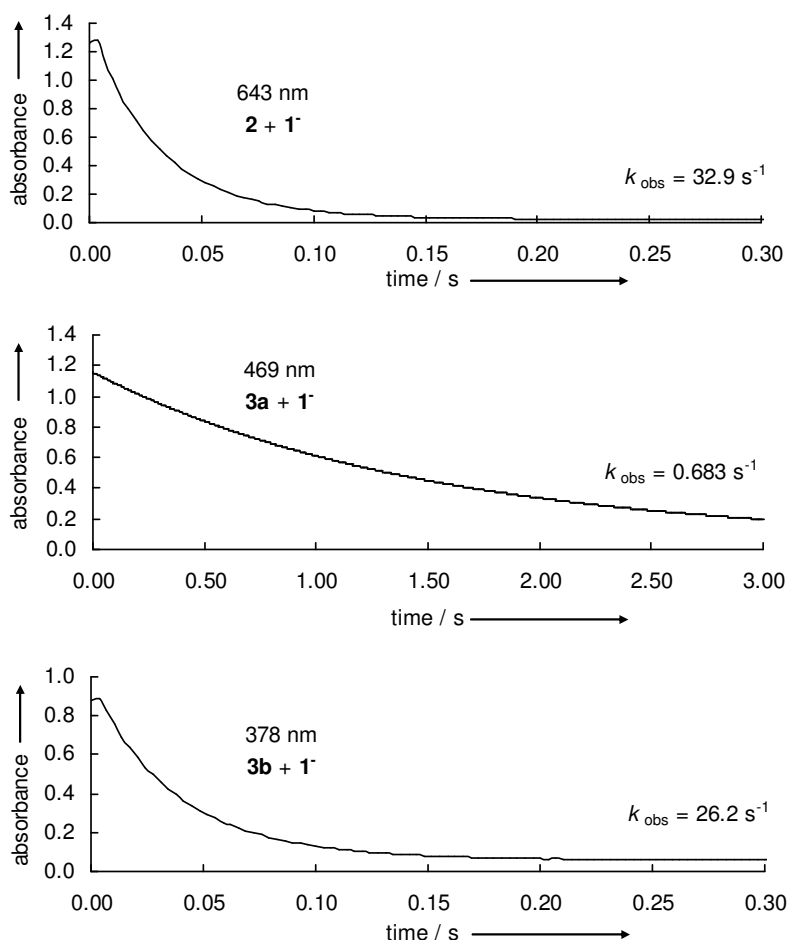 1.4
1.2
1.0
0.8
0.6
0.4
0.2
0.0
absorbance
643 nm
2 + 1⁻
k obs = 32.9 s⁻¹
0.00 0.05 0.10 0.15 0.20 0.25 0.30
time / s
1.4
1.2
1.0
0.8
0.6
0.4
0.2
0.0
absorbance
469 nm
3a + 1⁻
k obs = 0.683 s⁻¹
0.00 0.50 1.00 1.50 2.00 2.50 3.00
time / s
1.0
0.8
0.6
0.4
0.2
0.0
absorbance
378 nm
3b + 1⁻
k obs = 26.2 s⁻¹
0.00 0.05 0.10 0.15 0.20 0.25 0.30
time / s